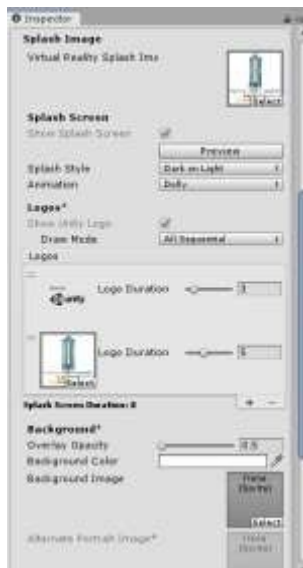 Inspector
Splash Image
Virtual Reality Splash Ima
Select
Splash Screen
Show Splash Screen
Preview
Splash Style Dark on Light
Animation Dolly
Logos*
Show Unity Logo
Draw Mode All Sequential
Logos
unity Logo Duration 3
Logo Duration 5
Select
Splash Screen Duration: 8
+ -
Background*
Overlay Opacity 0.5
Background Color
Background Image None (Sprite)
Select
Alternate Portrait Image* None (Sprite)